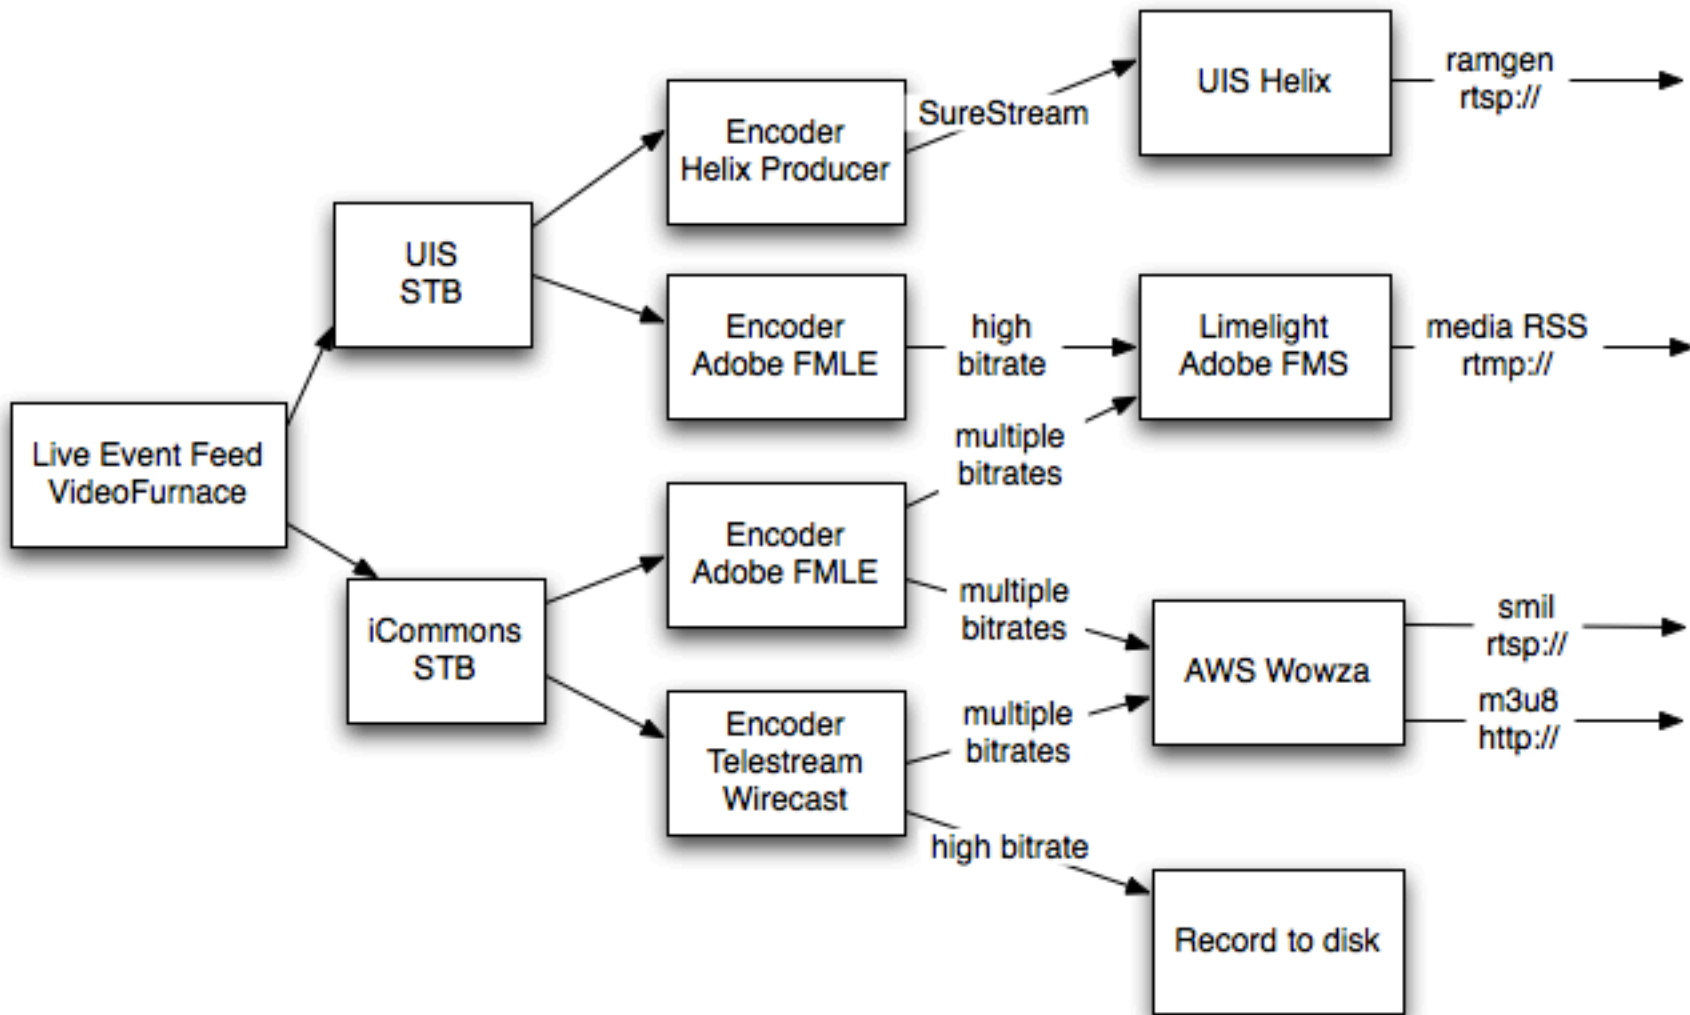 Live Event Feed
VideoFurnace
UIS
STB
iCommons
STB
Encoder
Helix Producer
Encoder
Adobe FMLE
Encoder
Adobe FMLE
Encoder
Telestream
Wirecast
SureStream
high
bitrate
multiple
bitrates
multiple
bitrates
multiple
bitrates
high bitrate
UIS Helix
Limelight
Adobe FMS
AWS Wowza
Record to disk
ramgen
rtsp://
media RSS
rtmp://
smil
rtsp://
m3u8
http://